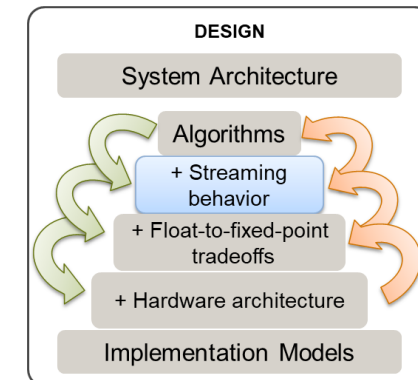 DESIGN
System Architecture
Algorithms
+ Streaming
behavior
+ Float-to-fixed-point
tradeoffs
+ Hardware architecture
Implementation Models